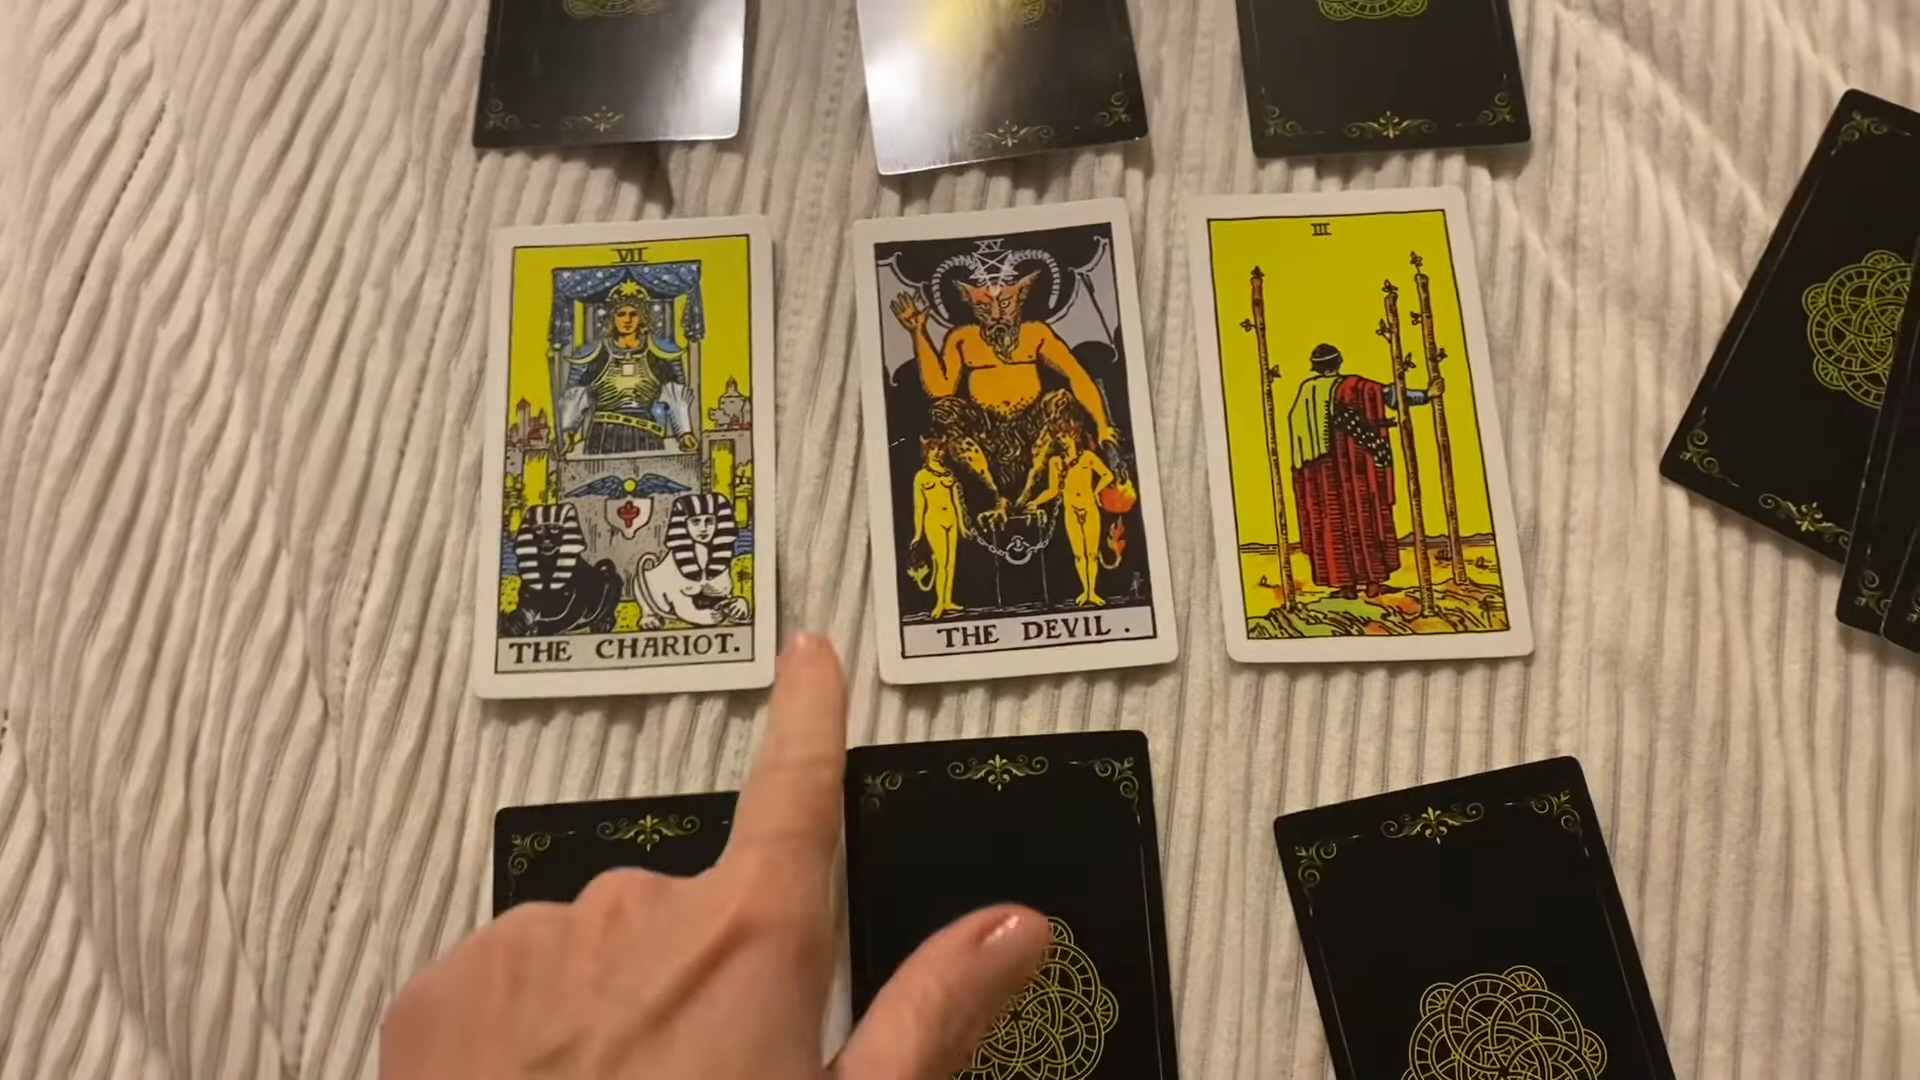 VII
THE CHARIOT.
XV
THE DEVIL.
III